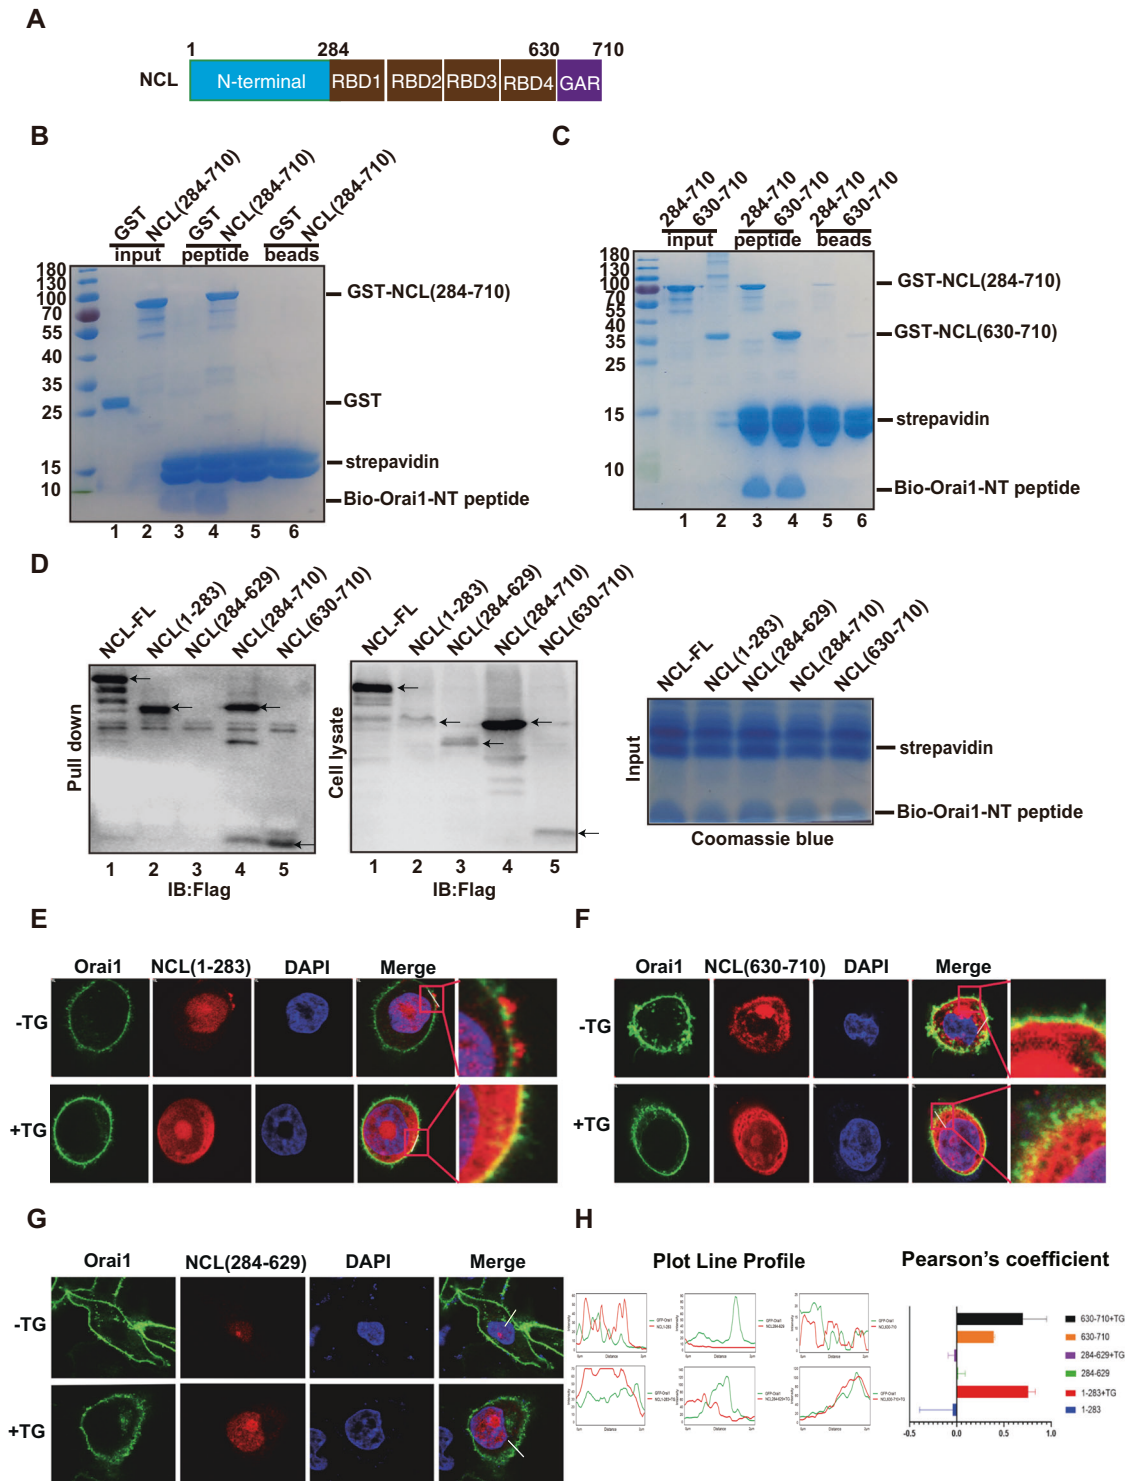 A
1 284 630 710
NCL N-terminal RBD1 RBD2 RBD3 RBD4 GAR
B
GST NCL(284-710) GST NCL(284-710) GST NCL(284-710)
input peptide beads
180
130
100
70
55
40
35
25
15
10
GST-NCL(284-710)
GST
strepavidin
Bio-Orai1-NT peptide
1 2 3 4 5 6
C
284-710 630-710 284-710 630-710 284-710 630-710
input peptide beads
180
130
100
70
55
40
35
25
15
10
GST-NCL(284-710)
GST-NCL(630-710)
strepavidin
Bio-Orai1-NT peptide
1 2 3 4 5 6
D
NCL-FL NCL(1-283) NCL(284-629) NCL(284-710) NCL(630-710)
Pull down
1 2 3 4 5
IB:Flag
NCL-FL NCL(1-283) NCL(284-629) NCL(284-710) NCL(630-710)
Cell lysate
1 2 3 4 5
IB:Flag
NCL-FL NCL(1-283) NCL(284-629) NCL(284-710) NCL(630-710)
Input
strepavidin
Bio-Orai1-NT peptide
Coomassie blue
E
Orai1 NCL(1-283) DAPI Merge
-TG
+TG
F
Orai1 NCL(630-710) DAPI Merge
-TG
+TG
G
Orai1 NCL(284-629) DAPI Merge
-TG
+TG
H
Plot Line Profile
Pearson's coefficient
630-710+TG
630-710
284-629+TG
284-629
1-283+TG
1-283
-0.5 0.0 0.5 1.0